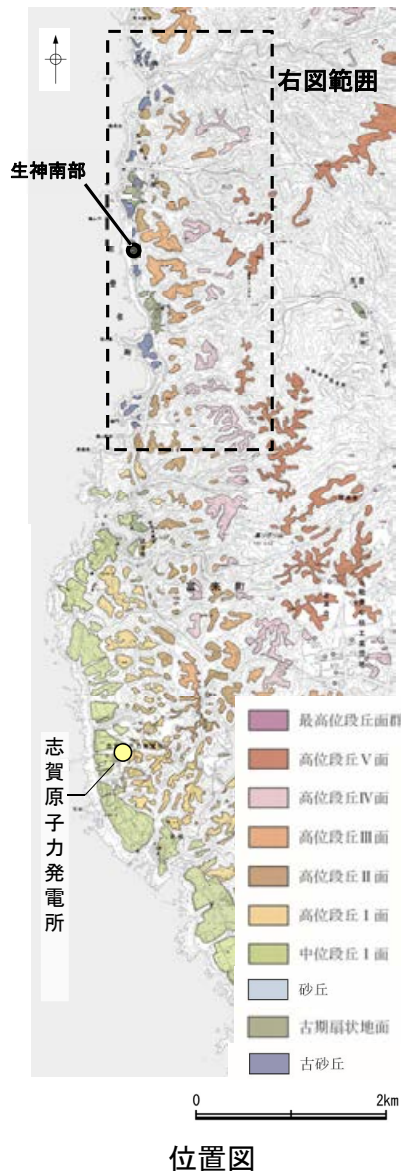 右図範囲
生神南部
志賀原子力発電所
最高位段丘面群
高位段丘Ⅴ面
高位段丘Ⅳ面
高位段丘Ⅲ面
高位段丘Ⅱ面
高位段丘Ⅰ面
中位段丘Ⅰ面
砂丘
古期扇状地面
古砂丘
0 2km
位置図